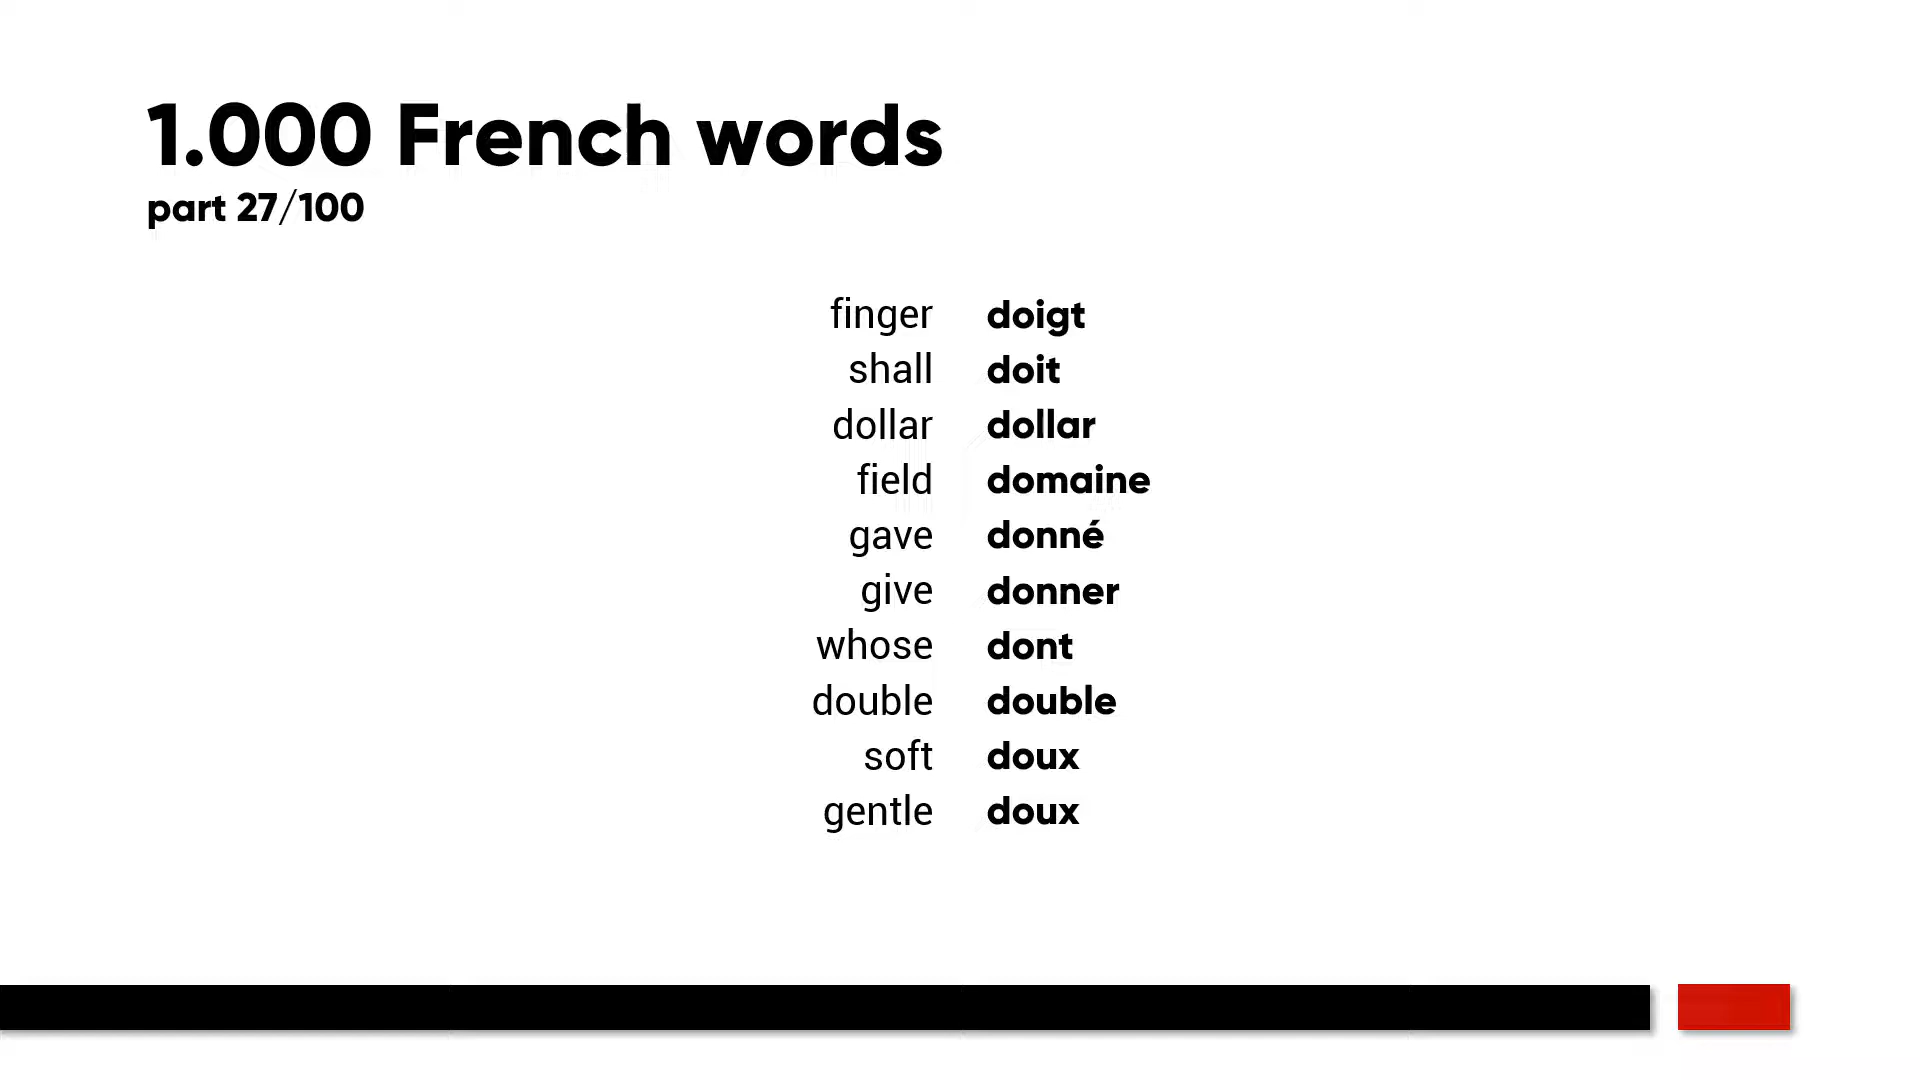 1.000 French words
part 27/100
finger doigt
shall doit
dollar dollar
field domaine
gave donné
give donner
whose dont
double double
soft doux
gentle doux